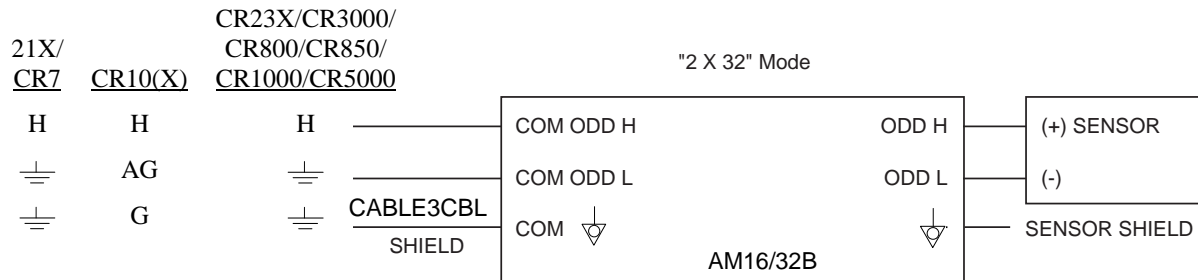 CR23X/CR3000/
21X/ CR800/CR850/
CR7 CR10(X) CR1000/CR5000
"2 X 32" Mode
H H H COM ODD H ODD H (+) SENSOR
AG COM ODD L ODD L (-)
G CABLE3CBL COM SENSOR SHIELD
SHIELD
AM16/32B